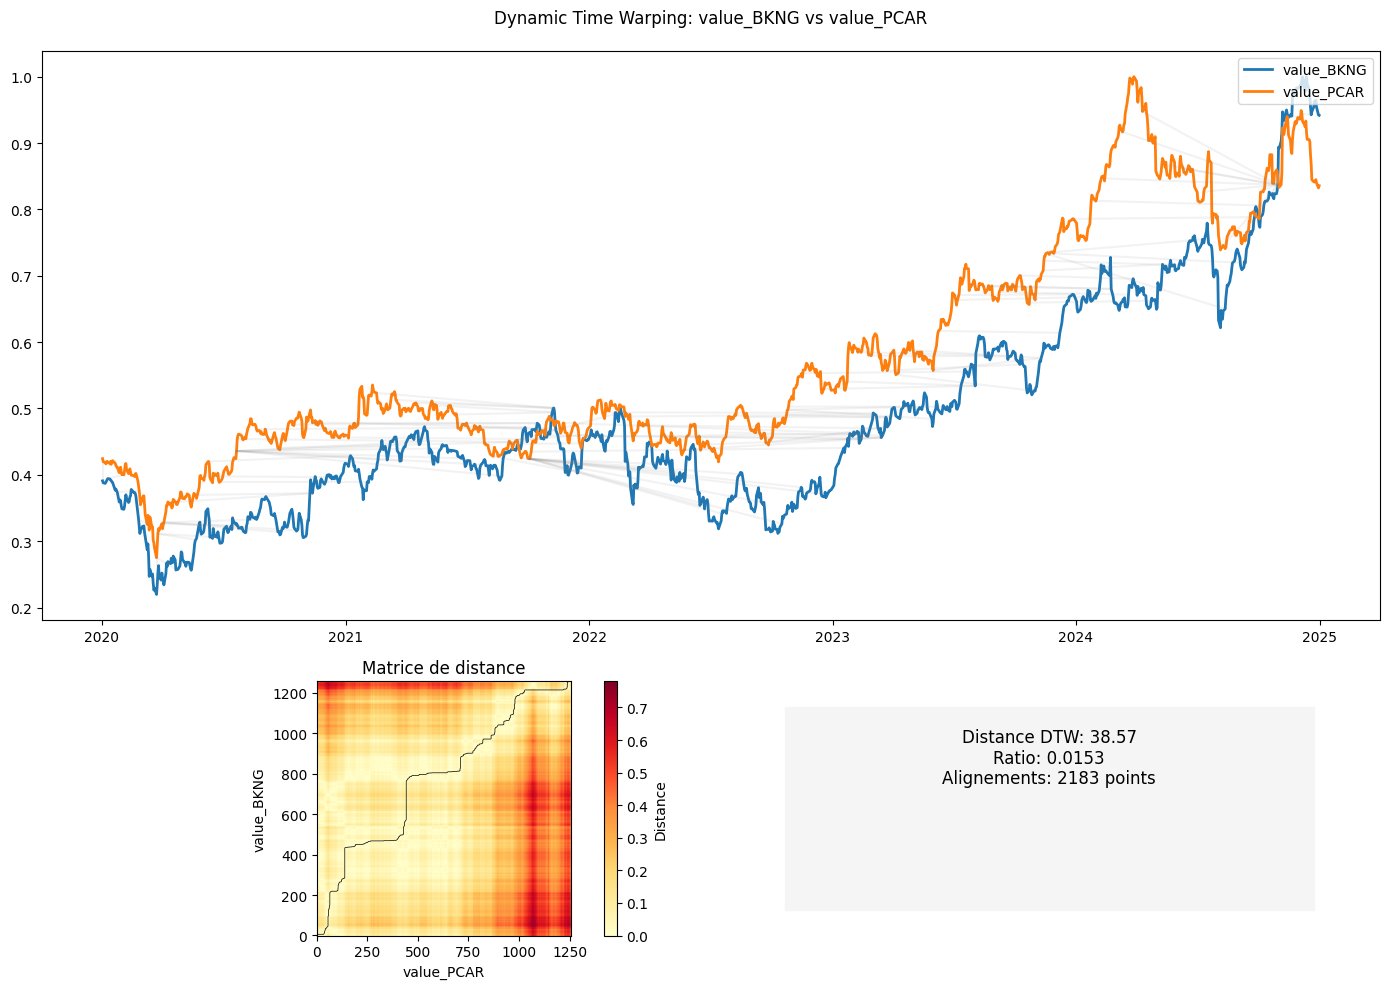 Dynamic Time Warping: value_BKNG vs value_PCAR
value_BKNG
value_PCAR
1.0
0.9
0.8
0.7
0.6
0.5
0.4
0.3
0.2
2020 2021 2022 2023 2024 2025
Matrice de distance
value_BKNG
1200
1000
800
600
400
200
0
0 250 500 750 1000 1250
value_PCAR
0.7
0.6
0.5
0.4
0.3
0.2
0.1
0.0
Distance
Distance DTW: 38.57
Ratio: 0.0153
Alignements: 2183 points